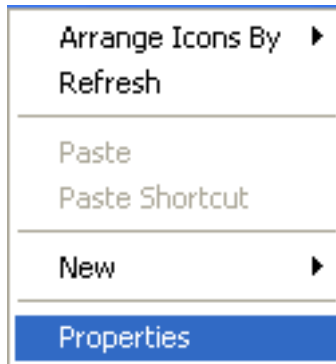 Arrange Icons By
Refresh
Paste
Paste Shortcut
New
Properties